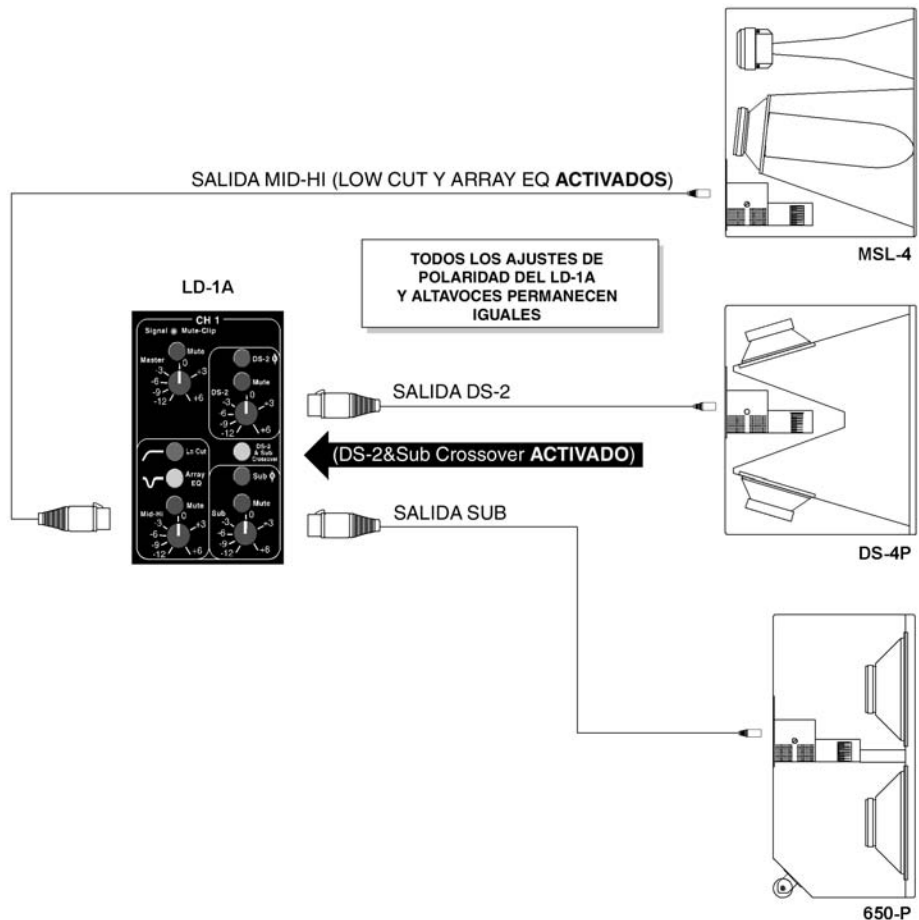 SALIDA MID-HI (LOW CUT Y ARRAY EQ ACTIVADOS)
MSL-4
TODOS LOS AJUSTES DE
POLARIDAD DEL LD-1A
Y ALTAVOCES PERMANECEN
IGUALES
LD-1A
CH 1
Signal Mute-Clip
Mute
Master
0
-3
+3
-6
-9
-12
+6
DS-2 ϕ
Mute
DS-2
0
-3
+3
-6
-9
-12
+6
SALIDA DS-2
DS-2
& Sub
Crossover
(DS-2&Sub Crossover ACTIVADO)
Lo Cut
Array
EQ
Mute
Mid-Hi
0
-3
+3
-6
-9
-12
+6
Sub ϕ
Mute
Sub
0
-3
+3
-6
-9
-12
+6
SALIDA SUB
DS-4P
650-P